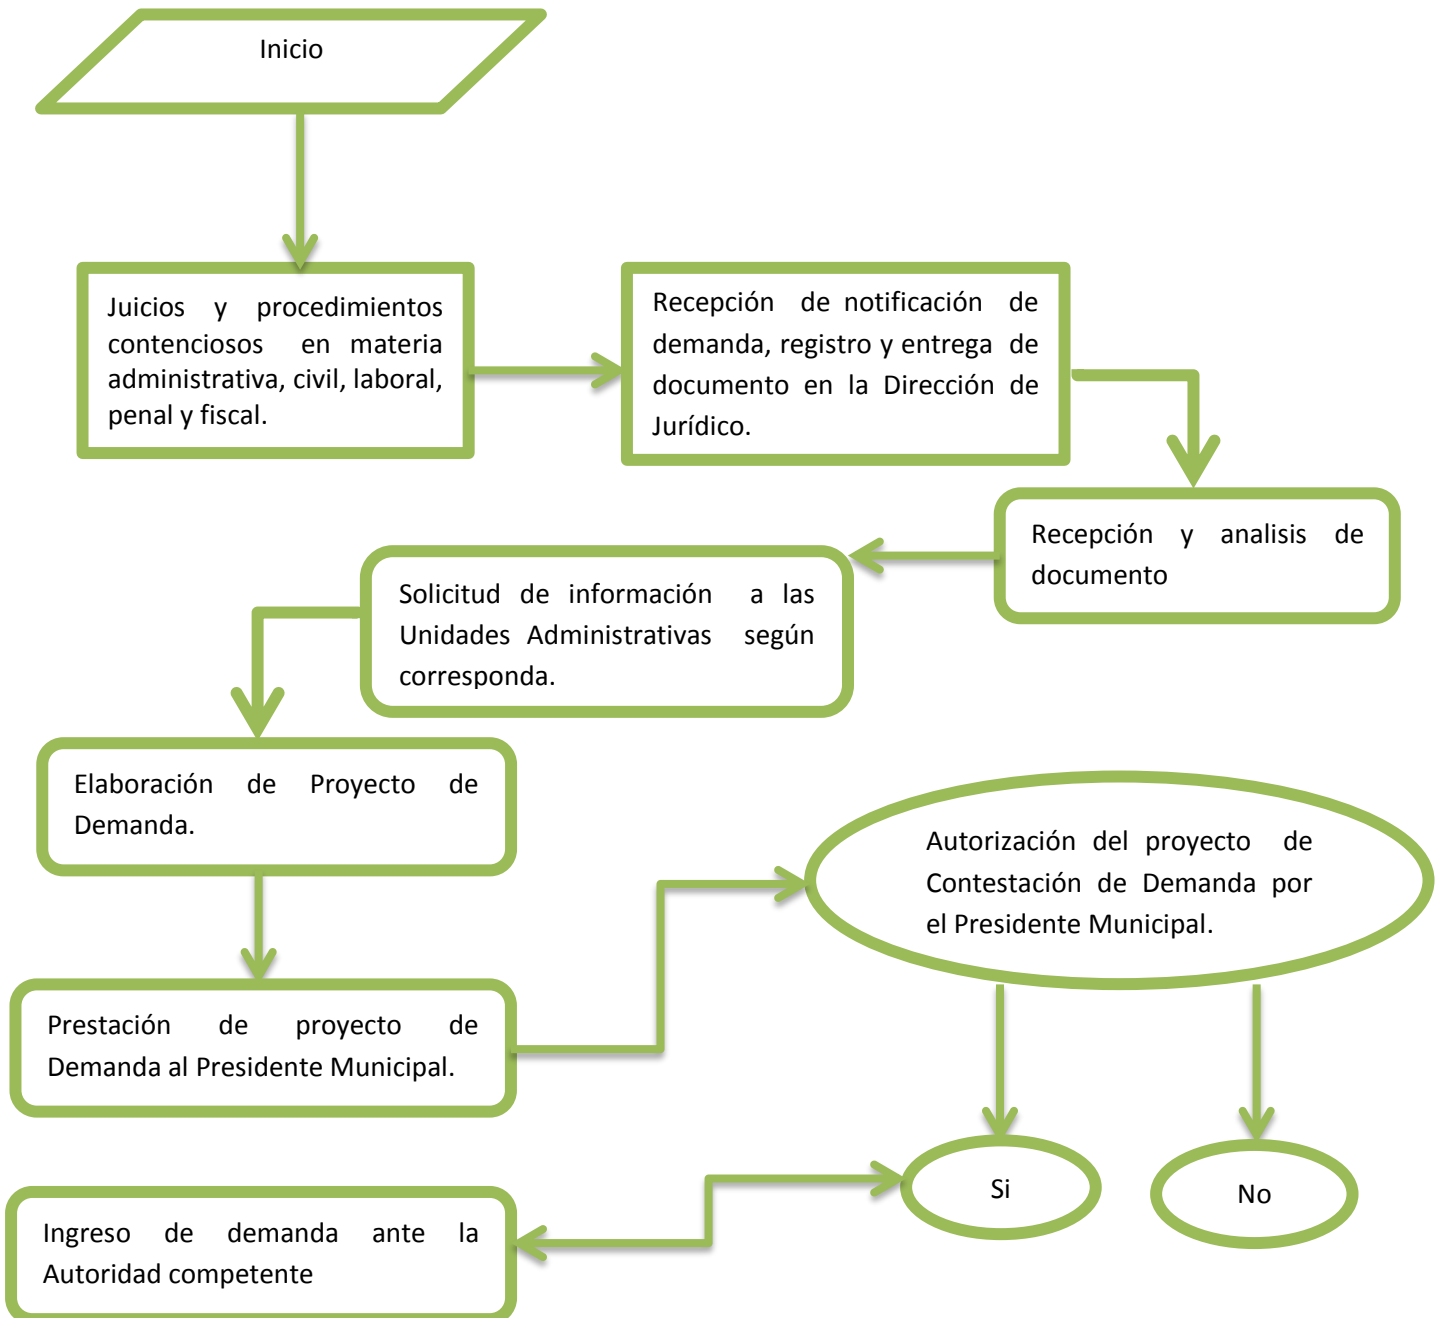 Inicio
Juicios y procedimientos
contenciosos en materia
administrativa, civil, laboral,
penal y fiscal.
Recepción de notificación de
demanda, registro y entrega de
documento en la Dirección de
Jurídico.
Recepción y analisis de
documento
Solicitud de información a las
Unidades Administrativas según
corresponda.
Elaboración de Proyecto de
Demanda.
Prestación de proyecto de
Demanda al Presidente Municipal.
Autorización del proyecto de
Contestación de Demanda por
el Presidente Municipal.
Si
No
Ingreso de demanda ante la
Autoridad competente